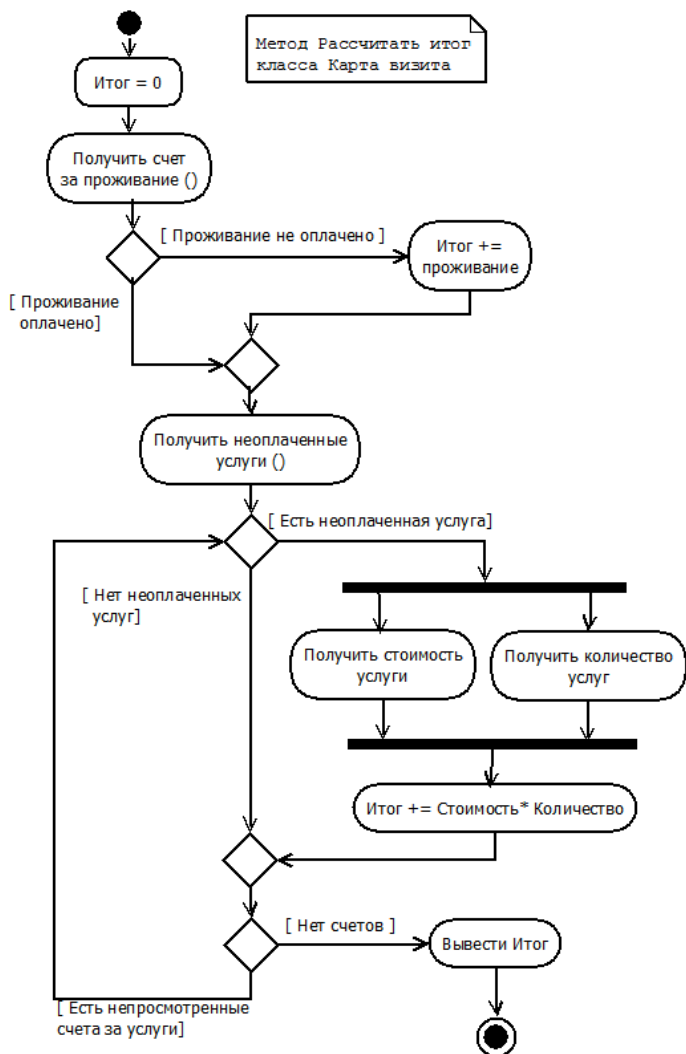 Метод Рассчитать итог
класса Карта визита
Итог = 0
Получить счет
за проживание ()
[ Проживание не оплачено ]
Итог +=
проживание
[ Проживание
оплачено]
Получить неоплаченные
услуги ()
[ Есть неоплаченная услуга]
[ Нет неоплаченных
услуг]
Получить стоимость
услуги
Получить количество
услуг
Итог += Стоимость* Количество
[ Нет счетов ]
Вывести Итог
[ Есть непросмотренные
счета за услуги]